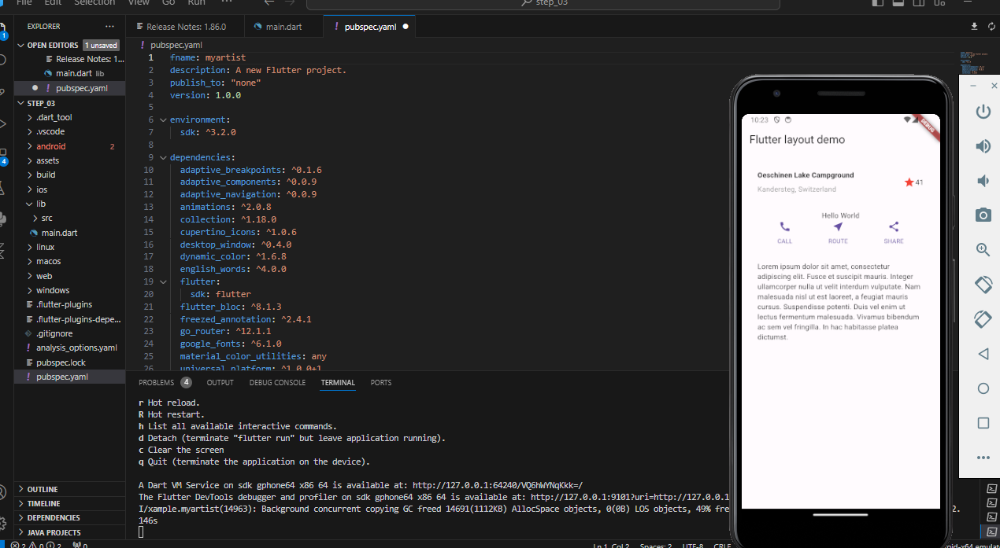 File Edit Selection View Go Run ··· step_03
EXPLORER ···
OPEN EDITORS 1 unsaved
Release Notes: 1...
main.dart lib
! pubspec.yaml
STEP_03
.dart_tool
.vscode
android 2
assets
build
ios
lib
src
main.dart
linux
macos
web
windows
.flutter-plugins
.flutter-plugins-depe...
.gitignore
! analysis_options.yaml
pubspec.lock
! pubspec.yaml
OUTLINE
TIMELINE
DEPENDENCIES
JAVA PROJECTS
1
4
Release Notes: 1.86.0 main.dart ! pubspec.yaml
! pubspec.yaml
1 fname: myartist
2 description: A new Flutter project.
3 publish_to: "none"
4 version: 1.0.0
5
6 environment:
7 sdk: ^3.2.0
8
9 dependencies:
10 adaptive_breakpoints: ^0.1.6
11 adaptive_components: ^0.0.9
12 adaptive_navigation: ^0.0.9
13 animations: ^2.0.8
14 collection: ^1.18.0
15 cupertino_icons: ^1.0.6
16 desktop_window: ^0.4.0
17 dynamic_color: ^1.6.8
18 english_words: ^4.0.0
19 flutter:
20 sdk: flutter
21 flutter_bloc: ^8.1.3
22 freezed_annotation: ^2.4.1
23 go_router: ^12.1.1
24 google_fonts: ^6.1.0
25 material_color_utilities: any
26 universal_platform: ^1.0.0+1
PROBLEMS 4 OUTPUT DEBUG CONSOLE TERMINAL PORTS
r Hot reload.
R Hot restart.
h List all available interactive commands.
d Detach (terminate "flutter run" but leave application running).
c Clear the screen
q Quit (terminate the application on the device).
A Dart VM Service on sdk gphone64 x86 64 is available at: http://127.0.0.1:64240/VQ6hWYNqKkk=/
The Flutter DevTools debugger and profiler on sdk gphone64 x86 64 is available at: http://127.0.0.1:9101?uri=http://127.0.0.1
I/xample.myartist(14963): Background concurrent copying GC freed 14691(1112KB) AllocSpace objects, 0(0B) LOS objects, 49% fre 2.
146s
10:23
DEBUG
Flutter layout demo
Oeschinen Lake Campground
Kandersteg, Switzerland
41
Hello World
CALL ROUTE SHARE
Lorem ipsum dolor sit amet, consectetur
adipiscing elit. Fusce et suscipit mauris. Integer
ullamcorper nulla ut velit interdum vulputate. Nam
malesuada nisl ut est laoreet, a feugiat mauris
cursus. Suspendisse potenti. Duis vel enim ut
lectus fermentum malesuada. Vivamus bibendum
ac sem vel fringilla. In hac habitasse platea
dictumst.
2 0 2 0 Ln 1, Col 2 Spaces: 2 UTF-8 CRLF